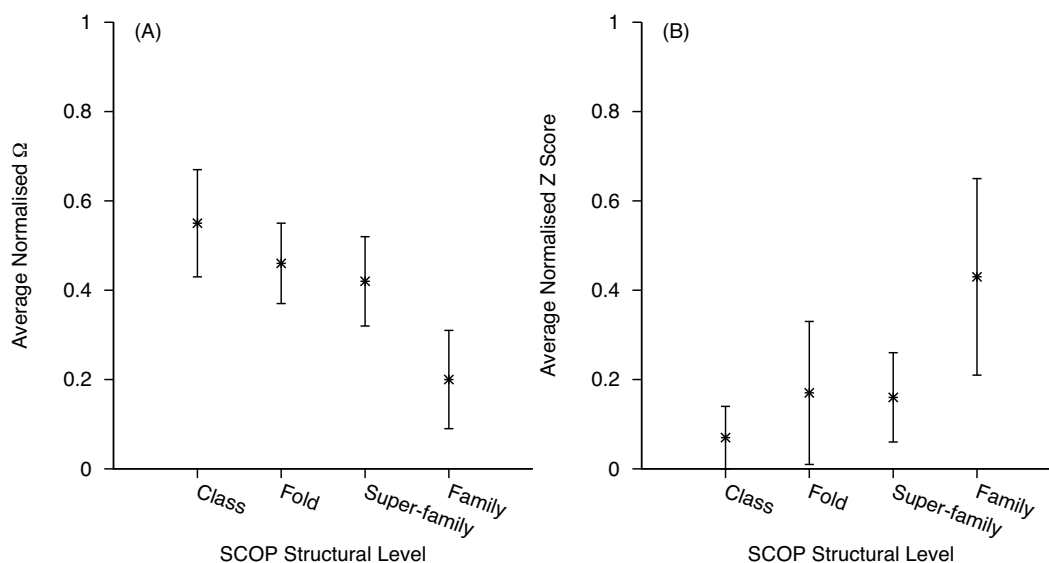 (A)
Average Normalised Ω
1
0.8
0.6
0.4
0.2
0
Class
Fold
Super-family
Family
SCOP Structural Level
(B)
Average Normalised Z Score
1
0.8
0.6
0.4
0.2
0
Class
Fold
Super-family
Family
SCOP Structural Level